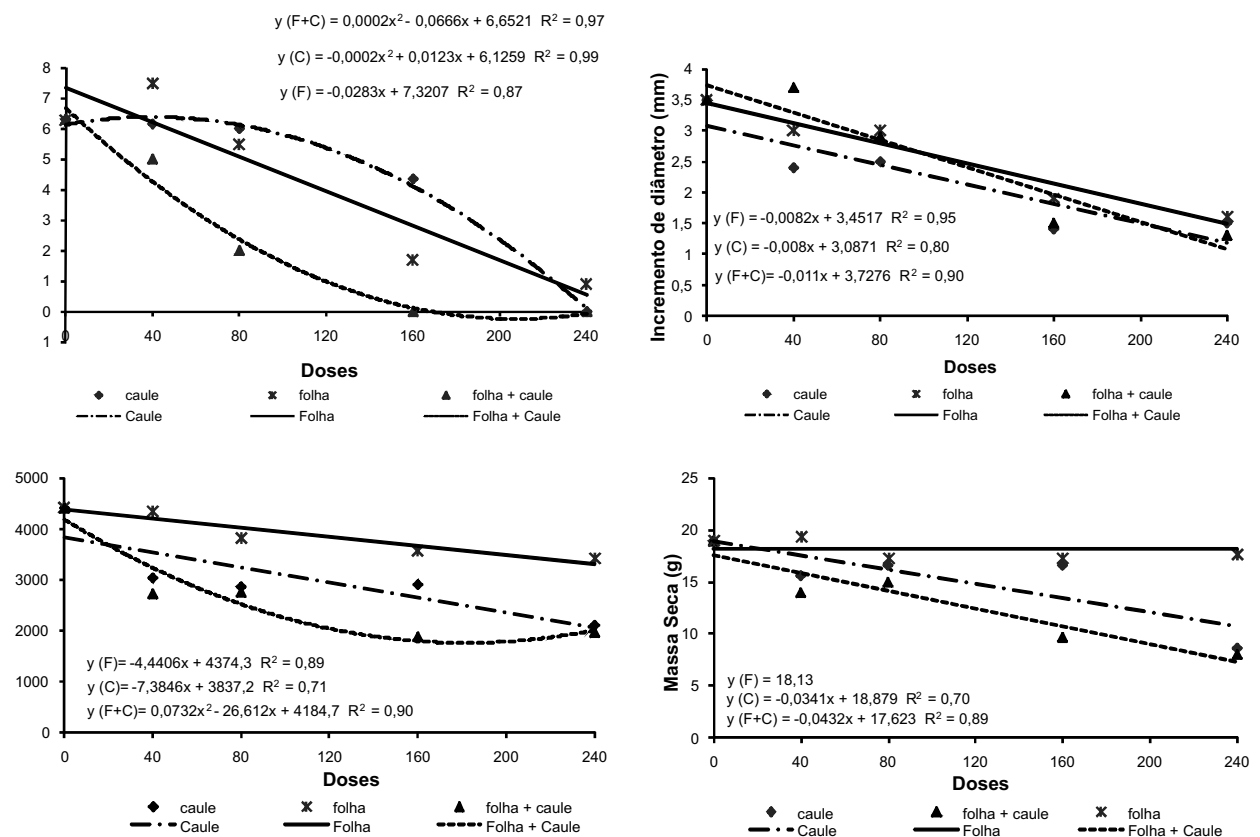 y (F+C) = 0,0002x² - 0,0666x + 6,6521 R² = 0,97
y (C) = -0,0002x² + 0,0123x + 6,1259 R² = 0,99
y (F) = -0,0283x + 7,3207 R² = 0,87
8
7
6
5
4
3
2
1
0
1
0 40 80 120 160 200 240
Doses
caule folha folha + caule
Caule Folha Folha + Caule
Incremento de diâmetro (mm)
4
3,5
3
2,5
2
1,5
1
0,5
0
y (F) = -0,0082x + 3,4517 R² = 0,95
y (C) = -0,008x + 3,0871 R² = 0,80
y (F+C)= -0,011x + 3,7276 R² = 0,90
0 40 80 120 160 200 240
Doses
caule folha folha + caule
Caule Folha Folha + Caule
5000
4000
3000
2000
1000
0
y (F)= -4,4406x + 4374,3 R² = 0,89
y (C)= -7,3846x + 3837,2 R² = 0,71
y (F+C)= 0,0732x² - 26,612x + 4184,7 R² = 0,90
0 40 80 120 160 200 240
Doses
caule folha folha + caule
Caule Folha Folha + Caule
Massa Seca (g)
25
20
15
10
5
0
y (F) = 18,13
y (C) = -0,0341x + 18,879 R² = 0,70
y (F+C) = -0,0432x + 17,623 R² = 0,89
0 40 80 120 160 200 240
Doses
caule folha + caule folha
Caule Folha Folha + Caule